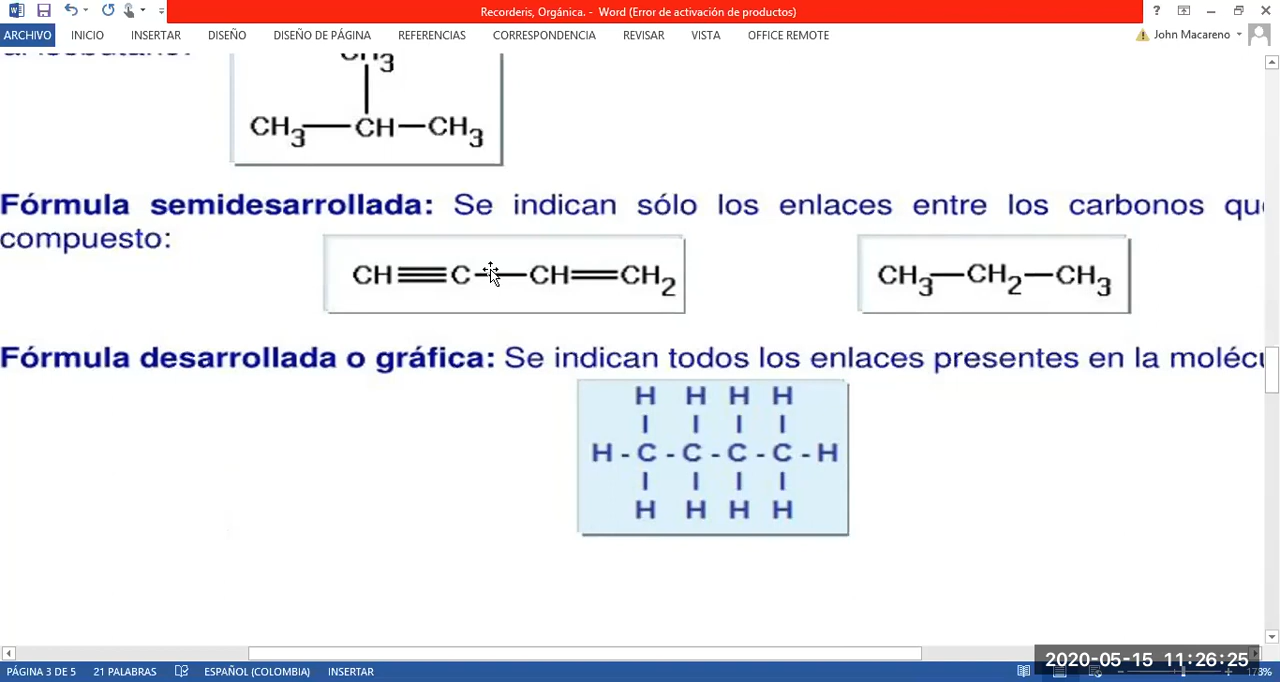 Recorderis, Orgánica. - Word (Error de activación de productos)
ARCHIVO INICIO INSERTAR DISEÑO DISEÑO DE PÁGINA REFERENCIAS CORRESPONDENCIA REVISAR VISTA OFFICE REMOTE John Macareno
CH3
CH3—CH—CH3
Fórmula semidesarrollada: Se indican sólo los enlaces entre los carbonos
compuesto:
CH≡C—CH=CH2 CH3—CH2—CH3
Fórmula desarrollada o gráfica: Se indican todos los enlaces presentes en la
H H H H
I I I I
H - C - C - C - C - H
I I I I
H H H H
2020-05-15 11:26:25
PÁGINA 3 DE 5 21 PALABRAS ESPAÑOL (COLOMBIA) INSERTAR